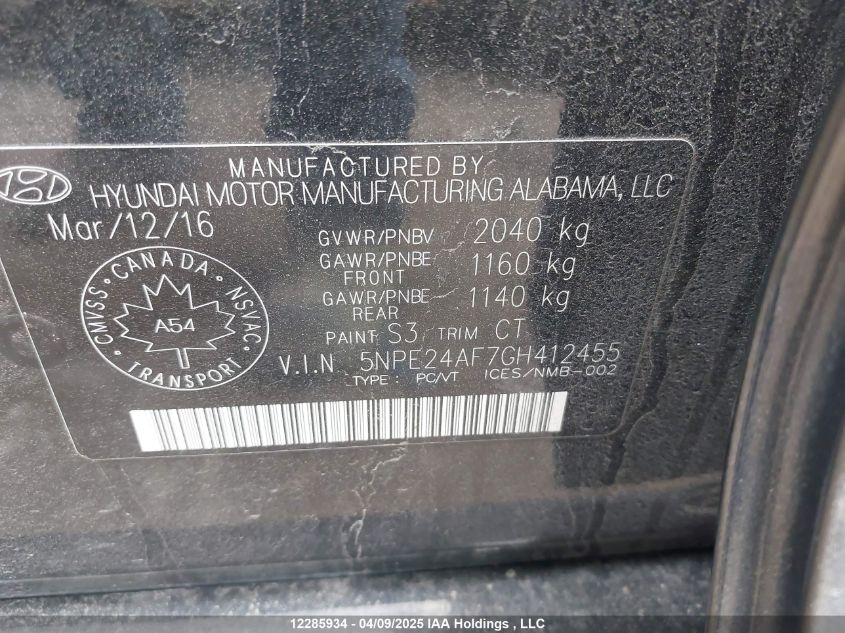 MANUFACTURED BY
HYUNDAI MOTOR MANUFACTURING ALABAMA, LLC
Mar/12/16
GVWR/PNBV 2040 kg
GAWR/PNBE FRONT 1160 kg
GAWR/PNBE REAR 1140 kg
PAINT S3 TRIM CT
CANADA
CMVSS NSVAC
A54
TRANSPORT
V.I.N 5NPE24AF7GH412455
TYPE : PC/VT ICES/NMB-002
12285934 - 04/09/2025 IAA Holdings , LLC